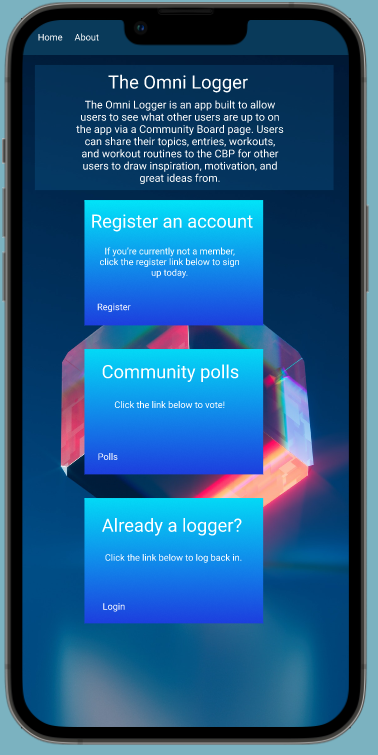 Home About
The Omni Logger
The Omni Logger is an app built to allow
users to see what other users are up to on
the app via a Community Board page. Users
can share their topics, entries, workouts,
and workout routines to the CBP for other
users to draw inspiration, motivation, and
great ideas from.
Register an account
If you're currently not a member,
click the register link below to sign
up today.
Register
Community polls
Click the link below to vote!
Polls
Already a logger?
Click the link below to log back in.
Login